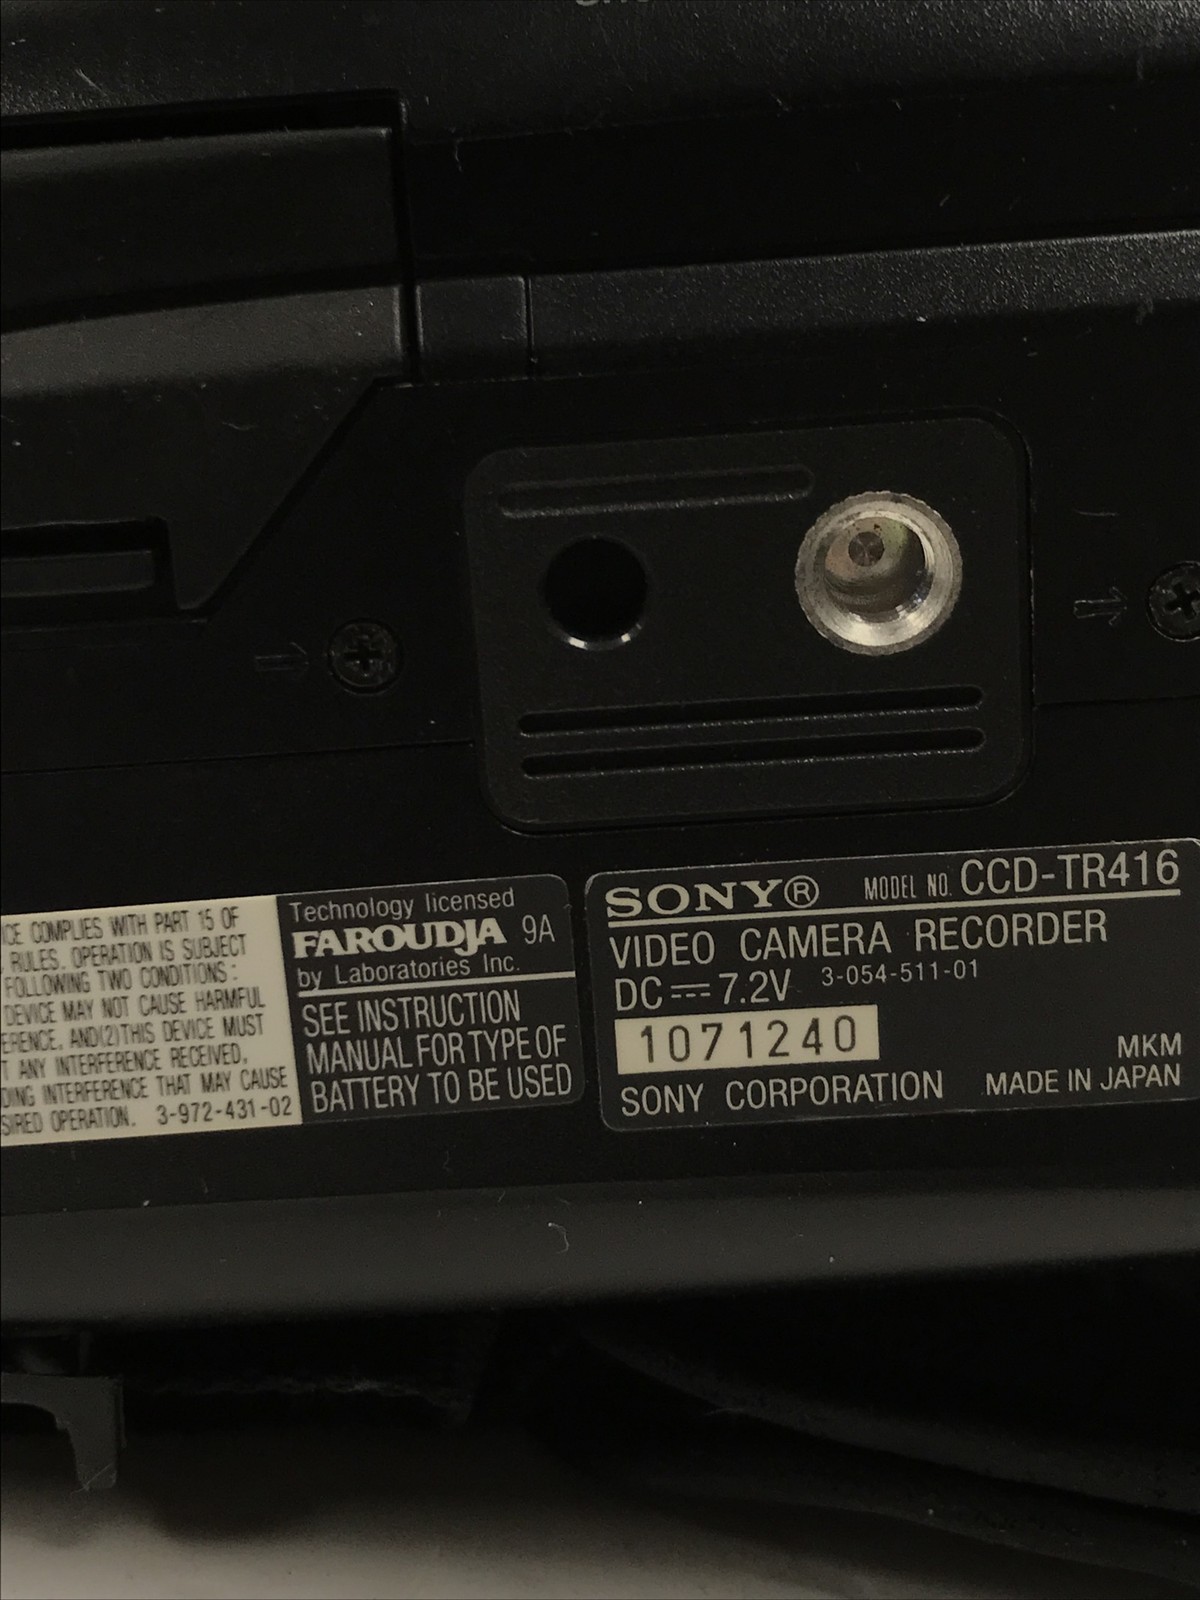 ICE COMPLIES WITH PART 15 OF
RULES. OPERATION IS SUBJECT
FOLLOWING TWO CONDITIONS:
DEVICE MAY NOT CAUSE HARMFUL
ERENCE, AND(2)THIS DEVICE MUST
T ANY INTERFERENCE RECEIVED,
DING INTERFERENCE THAT MAY CAUSE
SIRED OPERATION. 3-972-431-02
Technology licensed
FAROUDJA 9A
by Laboratories Inc.
SEE INSTRUCTION
MANUAL FOR TYPE OF
BATTERY TO BE USED
SONY® MODEL NO. CCD-TR416
VIDEO CAMERA RECORDER
DC⎓7.2V 3-054-511-01
1071240
MKM
SONY CORPORATION MADE IN JAPAN